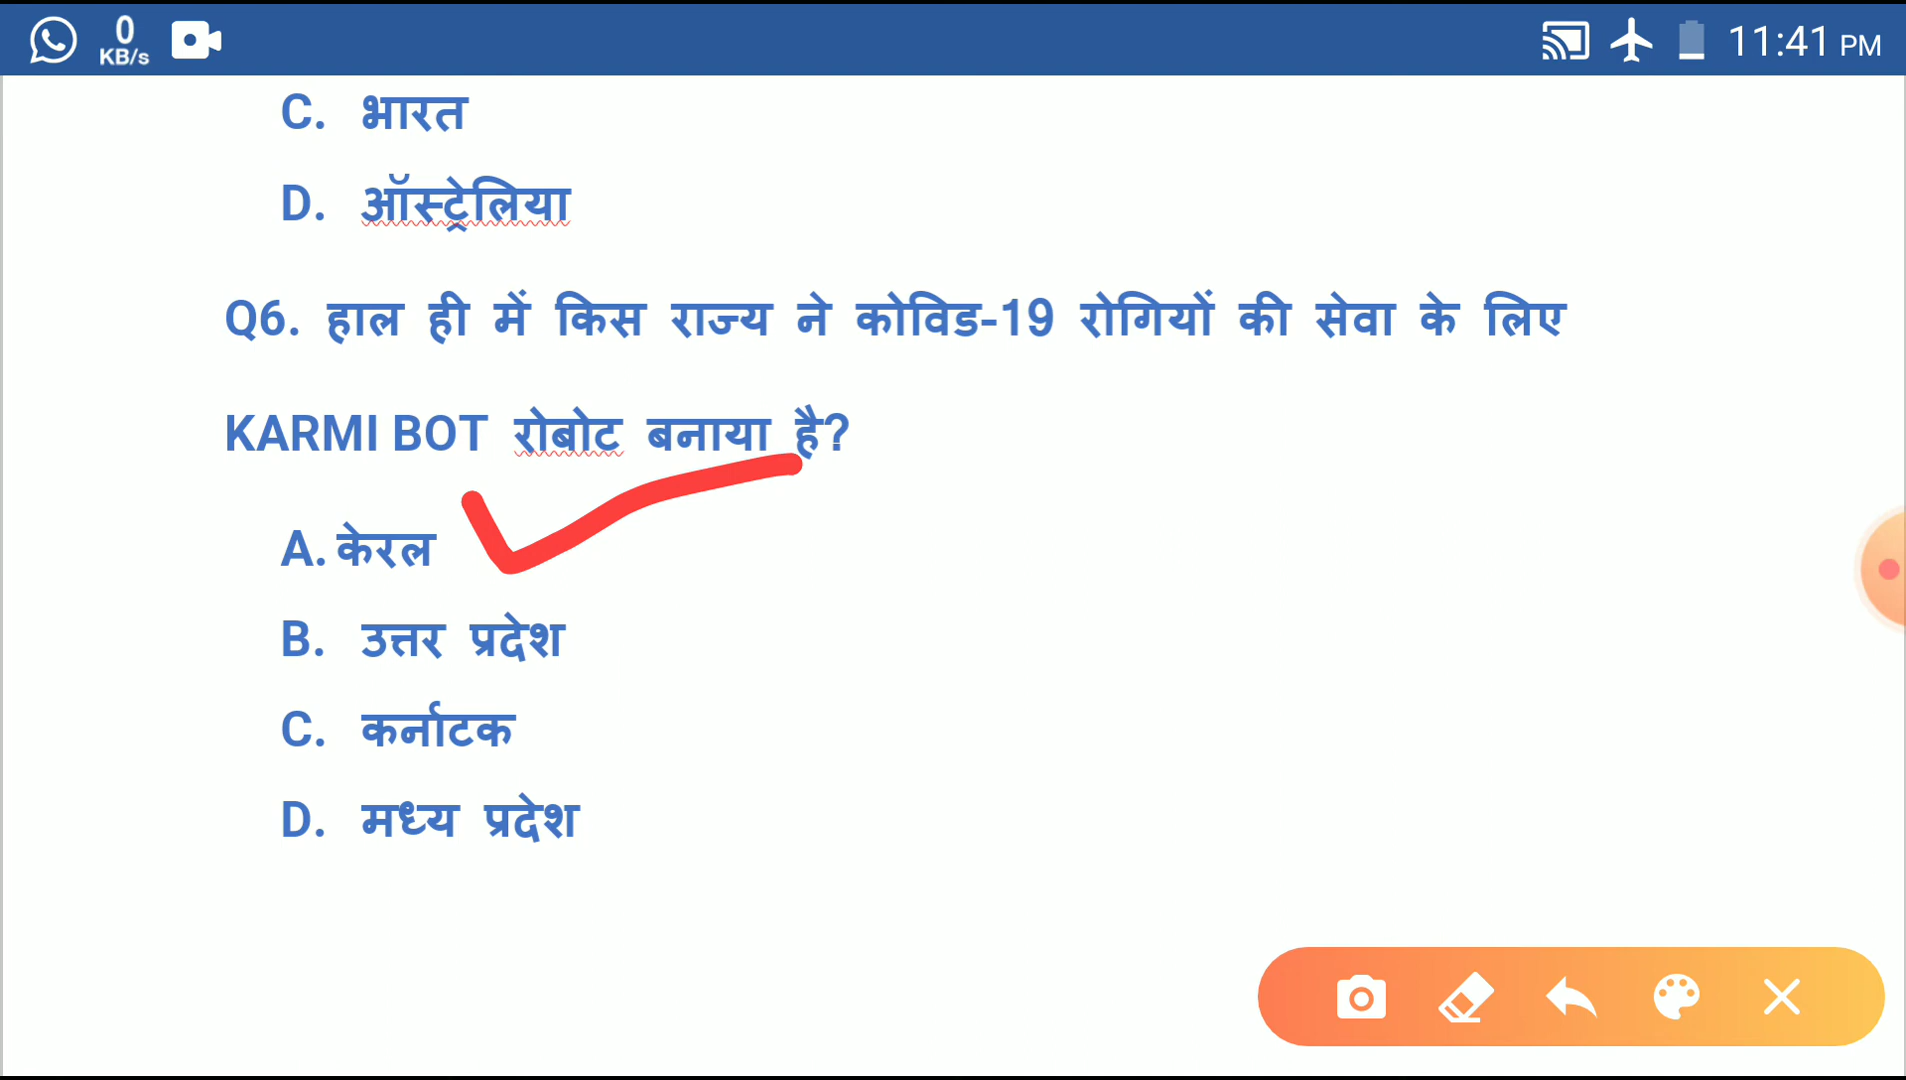 0
KB/s
11:41 PM
C. भारत
D. ऑस्ट्रेलिया
Q6. हाल ही में किस राज्य ने कोविड-19 रोगियों की सेवा के लिए
KARMI BOT रोबोट बनाया है?
A. केरल
B. उत्तर प्रदेश
C. कर्नाटक
D. मध्य प्रदेश